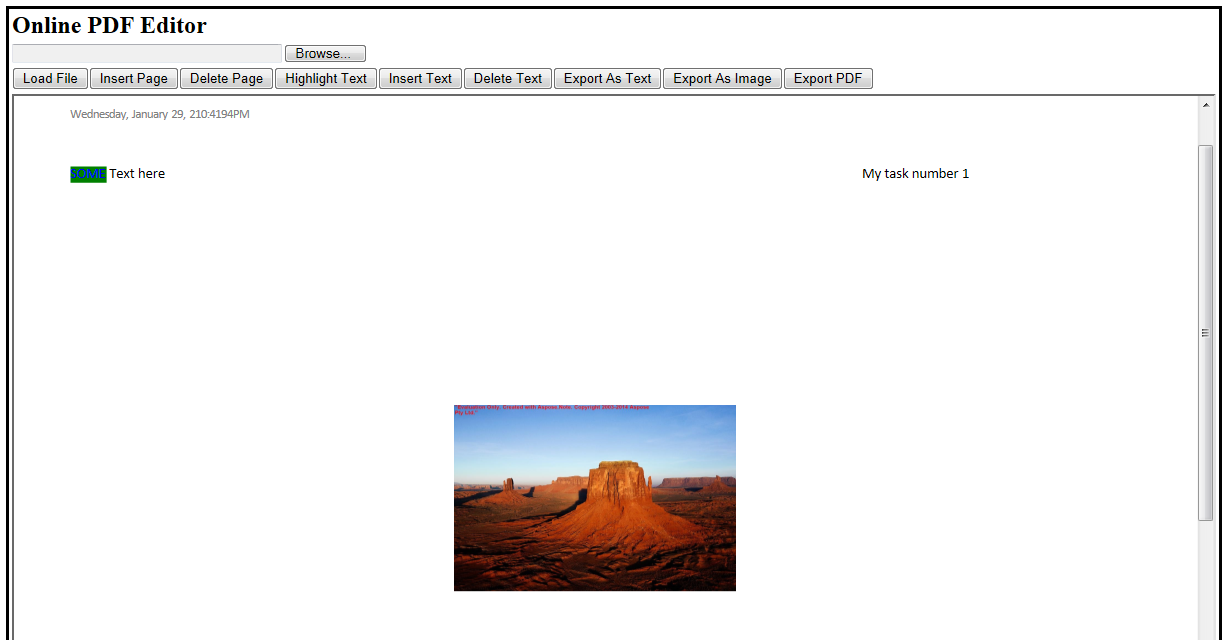 Online PDF Editor
Browse...
Load File Insert Page Delete Page Highlight Text Insert Text Delete Text Export As Text Export As Image Export PDF
Wednesday, January 29, 210:4194PM
SOME Text here My task number 1
"Evaluation Only. Created with Aspose.Note. Copyright 2003-2014 Aspose
Pty Ltd."